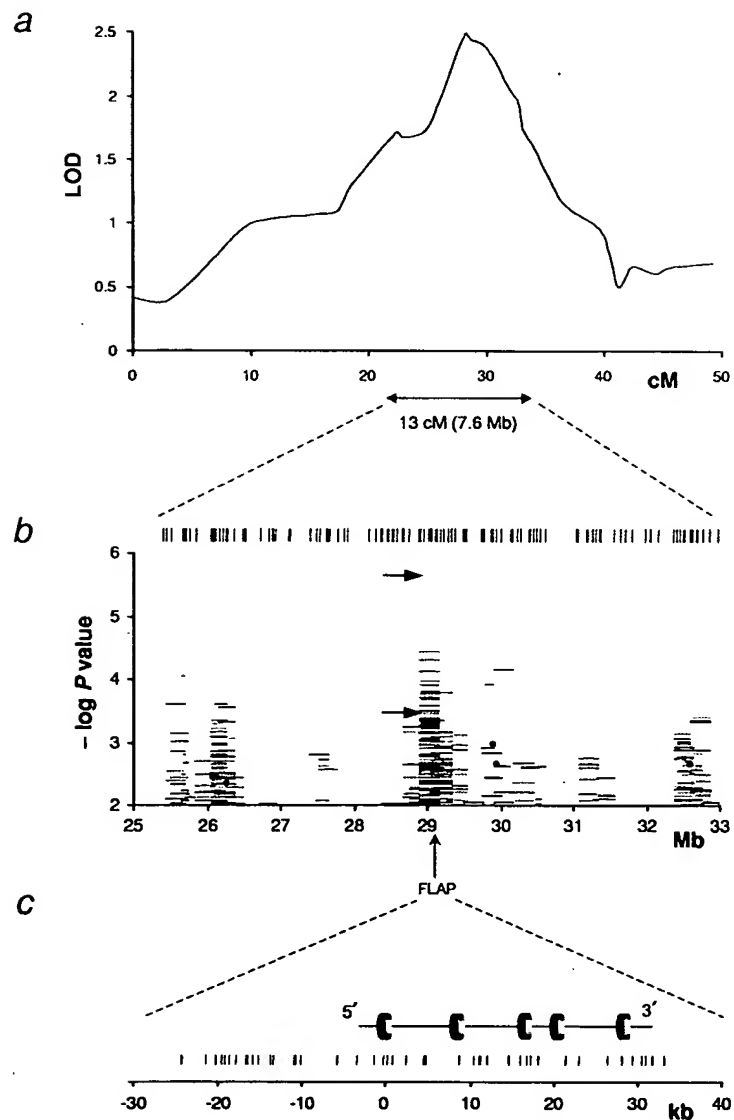 a
2.5
2
1.5
1
0.5
0
LOD
0 10 20 30 40 50
cM
13 cM (7.6 Mb)
b
6
5
4
3
2
– log P value
25 26 27 28 29 30 31 32 33
Mb
FLAP
c
5′ 3′
-30 -20 -10 0 10 20 30 40
kb